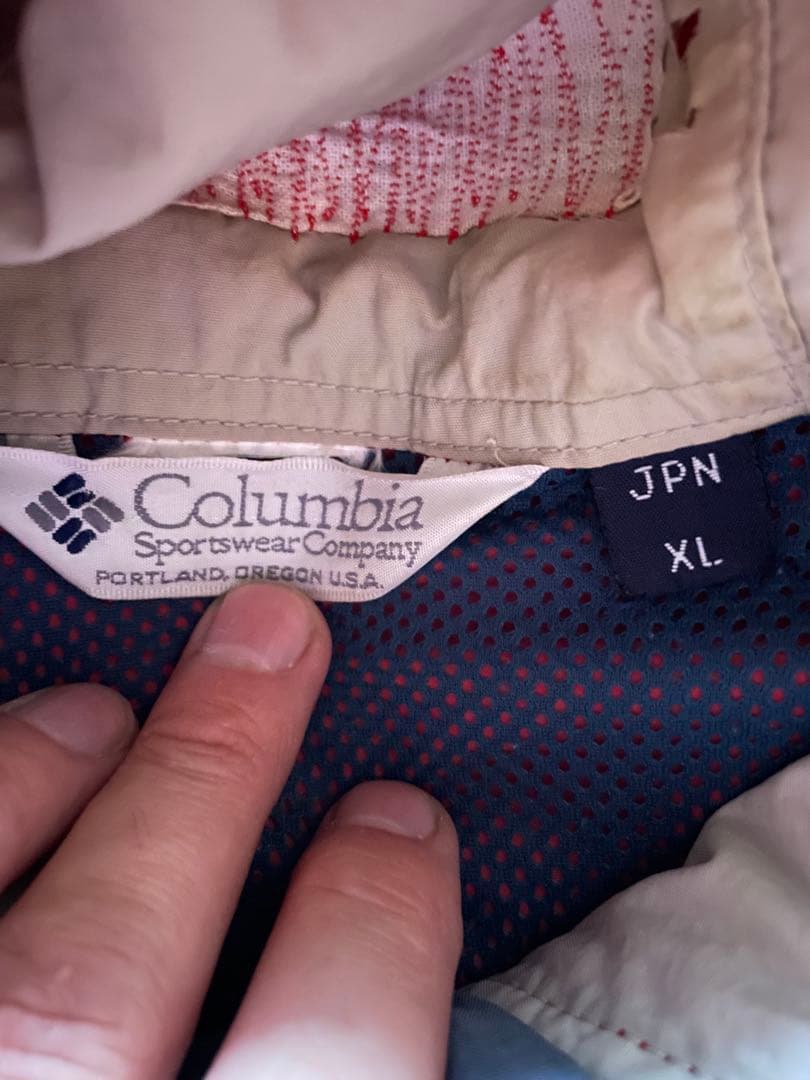 Columbia
Sportswear Company
PORTLAND, OREGON U.S.A.
JPN
XL